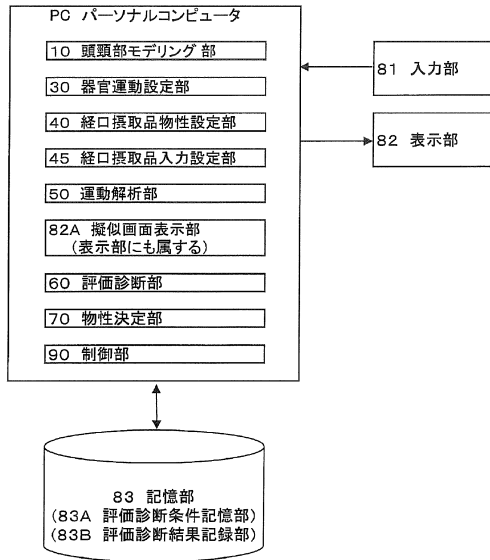 PC パーソナルコンピュータ
10 頭頸部モデリング部
30 器官運動設定部
40 経口摂取品物性設定部
45 経口摂取品入力設定部
50 運動解析部
82A 擬似画面表示部
(表示部にも属する)
60 評価診断部
70 物性決定部
90 制御部
81 入力部
82 表示部
83 記憶部
(83A 評価診断条件記憶部)
(83B 評価診断結果記録部)